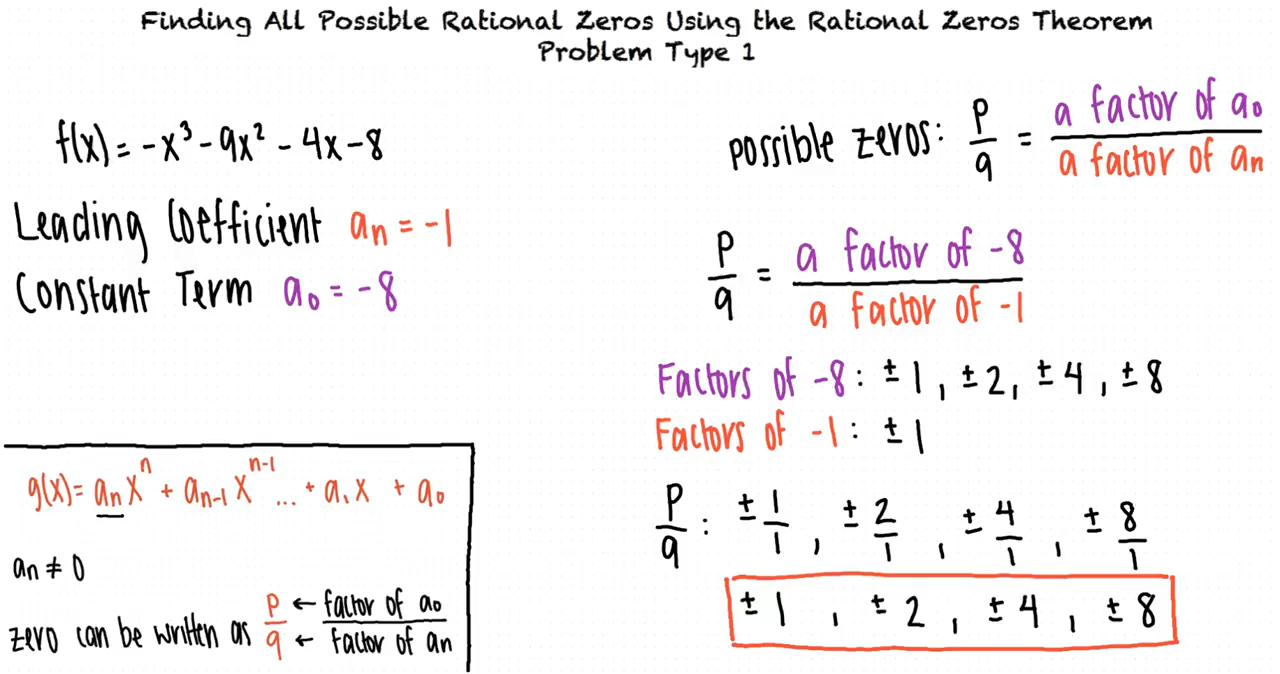 Finding All Possible Rational Zeros Using the Rational Zeros Theorem
Problem Type 1
f(x) = -x³ - 9x² - 4x - 8
Leading Coefficient aₙ = -1
Constant Term a₀ = -8
g(x) = aₙxⁿ + aₙ₋₁xⁿ⁻¹ ... + a₁x + a₀
aₙ ≠ 0
zero can be written as p/q ← factor of a₀ / ← factor of aₙ
possible zeros: p/q = a factor of a₀ / a factor of aₙ
p/q = a factor of -8 / a factor of -1
Factors of -8: ±1, ±2, ±4, ±8
Factors of -1: ±1
p/q: ±1/1, ±2/1, ±4/1, ±8/1
±1, ±2, ±4, ±8